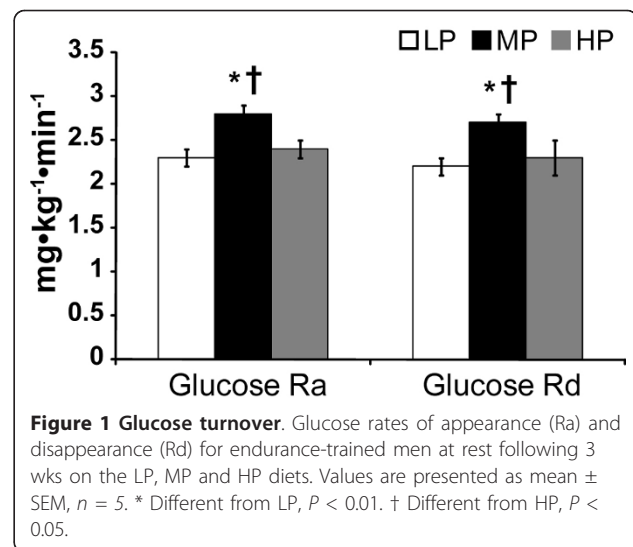 LP MP HP
mg•kg⁻¹•min⁻¹
3.5
3
2.5
2
1.5
1
0.5
0
*† *†
Glucose Ra Glucose Rd
Figure 1 Glucose turnover. Glucose rates of appearance (Ra) and
disappearance (Rd) for endurance-trained men at rest following 3
wks on the LP, MP and HP diets. Values are presented as mean ±
SEM, n = 5. * Different from LP, P < 0.01. † Different from HP, P <
0.05.